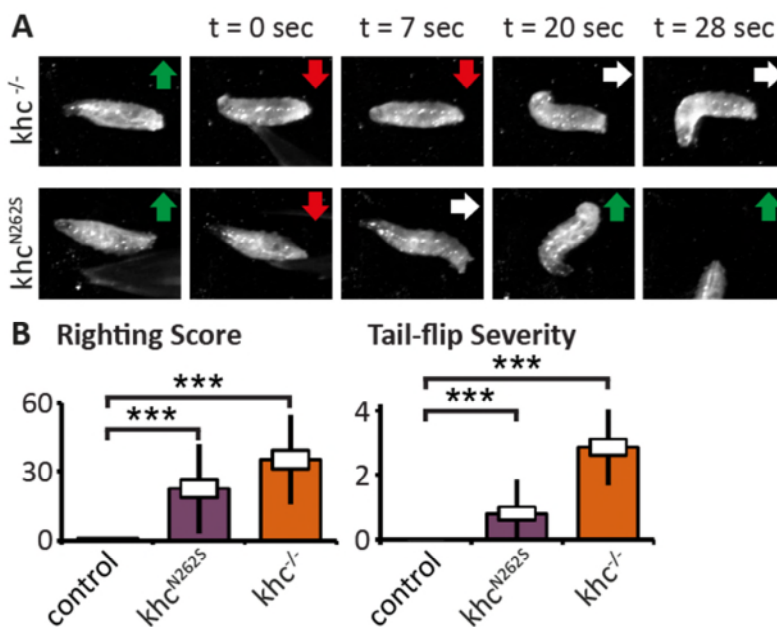 A
t = 0 sec t = 7 sec t = 20 sec t = 28 sec
khc-/-
khcN262S
B Righting Score Tail-flip Severity
*** ***
*** ***
60 4
30 2
0 0
control khcN262S khc-/- control khcN262S khc-/-